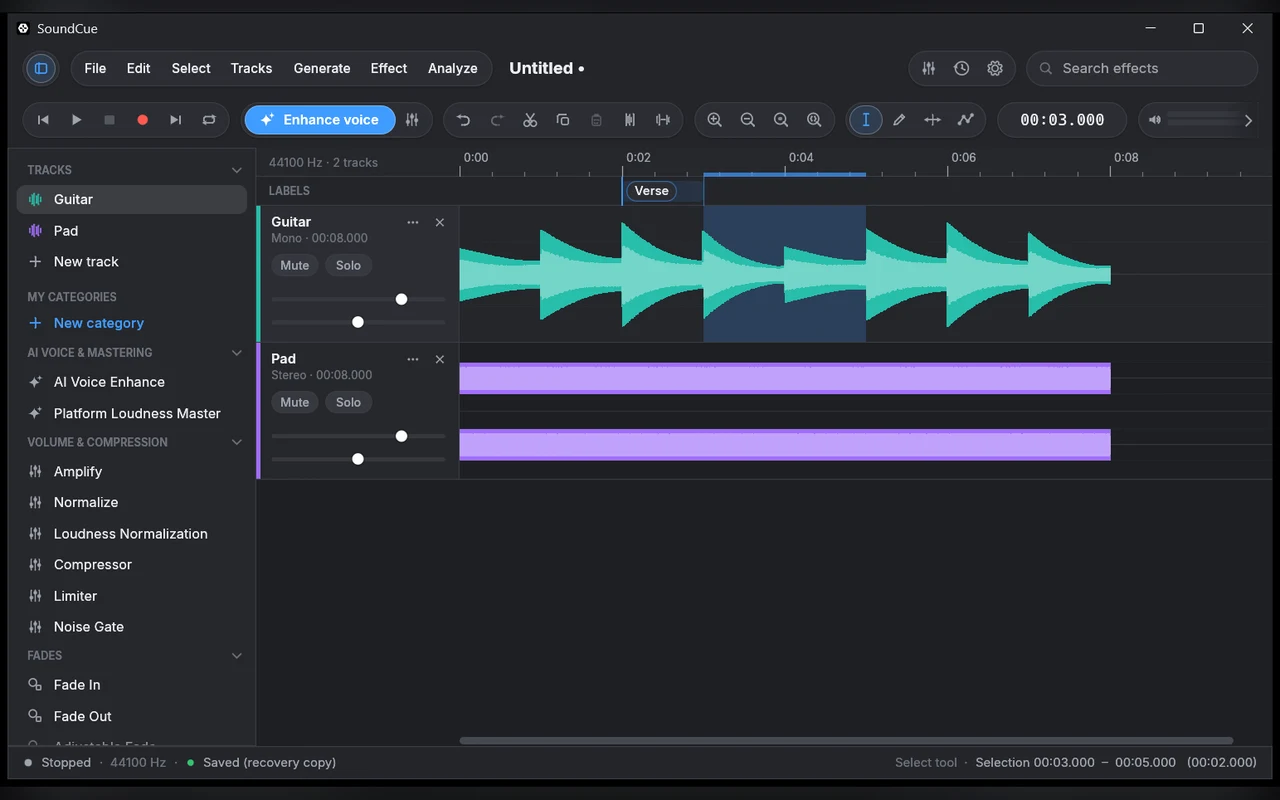 SoundCue
File Edit Select Tracks Generate Effect Analyze Untitled • Search effects
Enhance voice 00:03.000
TRACKS
Guitar
Pad
New track
MY CATEGORIES
New category
AI VOICE & MASTERING
AI Voice Enhance
Platform Loudness Master
VOLUME & COMPRESSION
Amplify
Normalize
Loudness Normalization
Compressor
Limiter
Noise Gate
FADES
Fade In
Fade Out
Adjustable Fade
44100 Hz · 2 tracks 0:00 0:02 0:04 0:06 0:08
LABELS Verse
Guitar
Mono · 00:08.000
Mute Solo
Pad
Stereo · 00:08.000
Mute Solo
Stopped · 44100 Hz · Saved (recovery copy) Select tool · Selection 00:03.000 – 00:05.000 (00:02.000)